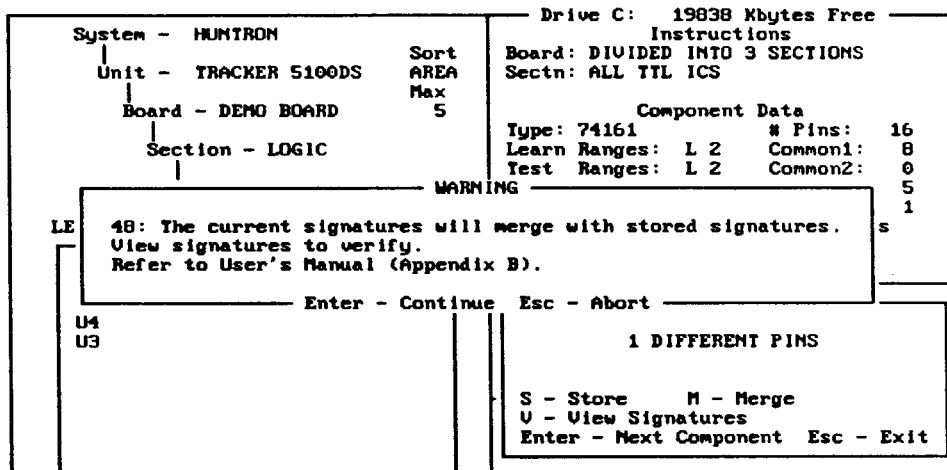 System - HUNTRON
Unit - TRACKER 5100DS
Board - DEMO BOARD
Section - LOGIC
Sort
AREA
Max
5
Drive C: 19838 Kbytes Free
Instructions
Board: DIVIDED INTO 3 SECTIONS
Sectn: ALL TTL ICS
Component Data
Type: 74161 # Pins: 16
Learn Ranges: L 2 Common1: 8
Test Ranges: L 2 Common2: 0
5
1
LE
s
WARNING
48: The current signatures will merge with stored signatures.
View signatures to verify.
Refer to User's Manual (Appendix B).
Enter - Continue Esc - Abort
U4
U3
1 DIFFERENT PINS
S - Store M - Merge
V - View Signatures
Enter - Next Component Esc - Exit